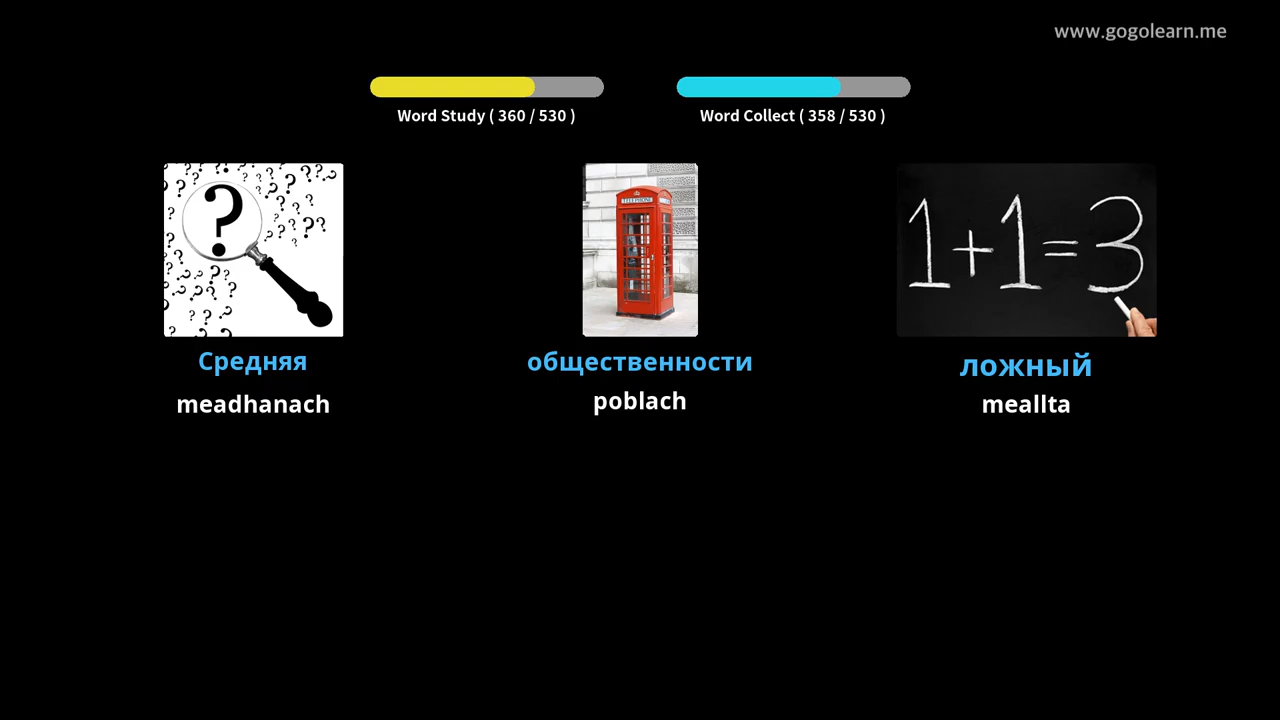 www.gogolearn.me
Word Study ( 360 / 530 )
Word Collect ( 358 / 530 )
?
TELEPHONE
1+1=3
Средняя
общественности
ложный
meadhanach
poblach
meallta